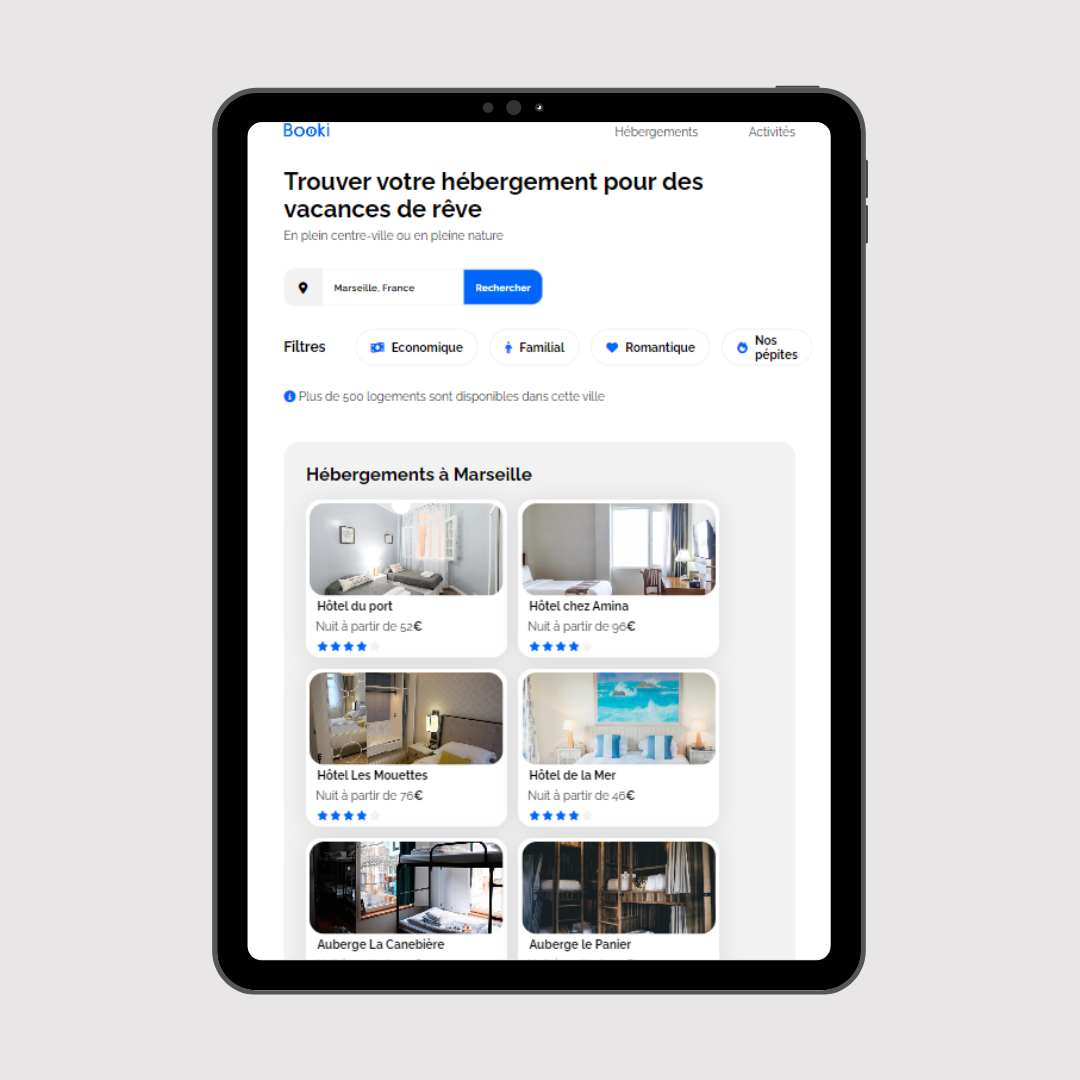 Booki
Hébergements
Activités
Trouver votre hébergement pour des
vacances de rêve
En plein centre-ville ou en pleine nature
Marseille, France
Rechercher
Filtres
Economique
Familial
Romantique
Nos
pépites
Plus de 500 logements sont disponibles dans cette ville
Hébergements à Marseille
Hôtel du port
Nuit à partir de 52€
Hôtel chez Amina
Nuit à partir de 96€
Hôtel Les Mouettes
Nuit à partir de 76€
Hôtel de la Mer
Nuit à partir de 46€
Auberge La Canebière
Auberge le Panier